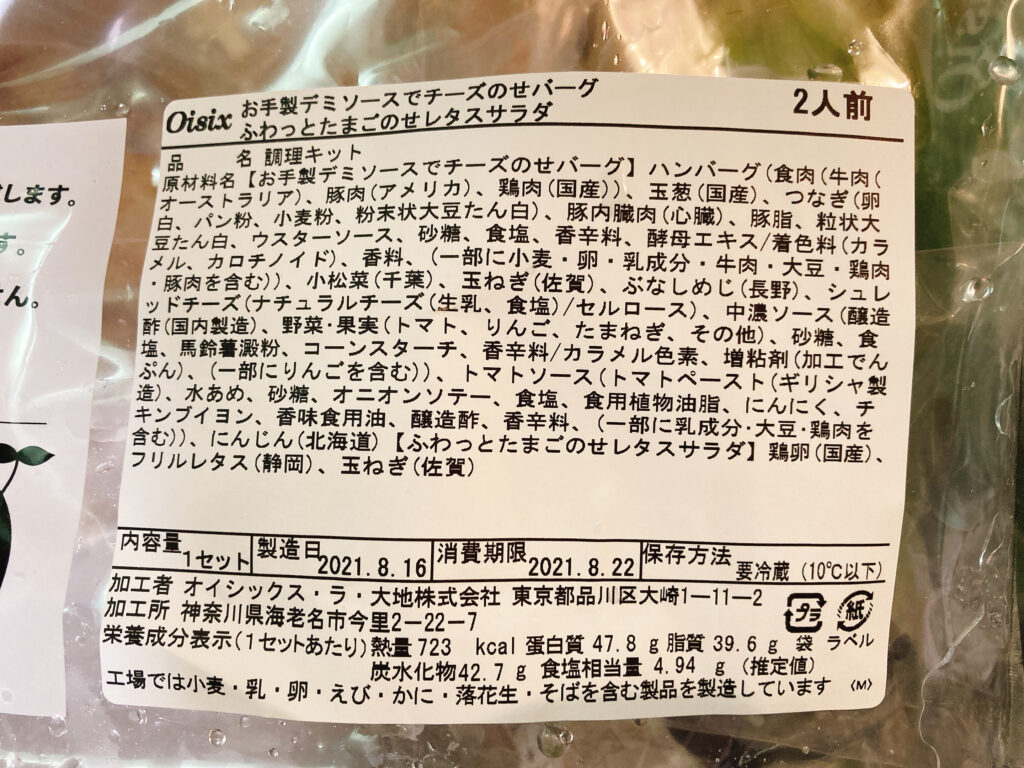 Oisix お手製デミソースでチーズのせバーグ 2人前
ふわっとたまごのせレタスサラダ
品 名 調理キット
原材料名【お手製デミソースでチーズのせバーグ】ハンバーグ(食肉(牛肉(
オーストラリア)、豚肉(アメリカ)、鶏肉(国産))、玉葱(国産)、つなぎ(卵
白、パン粉、小麦粉、粉末状大豆たん白)、豚内臓肉(心臓)、豚脂、粒状大
豆たん白、ウスターソース、砂糖、食塩、香辛料、酵母エキス/着色料(カラ
メル、カロチノイド)、香料、(一部に小麦・卵・乳成分・牛肉・大豆・鶏肉
・豚肉を含む))、小松菜(千葉)、玉ねぎ(佐賀)、ぶなしめじ(長野)、シュレ
ッドチーズ(ナチュラルチーズ(生乳、食塩)/セルロース)、中濃ソース(醸造
酢(国内製造)、野菜・果実(トマト、りんご、たまねぎ、その他)、砂糖、食
塩、馬鈴薯澱粉、コーンスターチ、香辛料/カラメル色素、増粘剤(加工でん
ぷん)、(一部にりんごを含む))、トマトソース(トマトペースト(ギリシャ製
造)、水あめ、砂糖、オニオンソテー、食塩、食用植物油脂、にんにく、チ
キンブイヨン、香味食用油、醸造酢、香辛料、(一部に乳成分・大豆・鶏肉を
含む))、にんじん(北海道)【ふわっとたまごのせレタスサラダ】鶏卵(国産)、
フリルレタス(静岡)、玉ねぎ(佐賀)
内容量 1セット 製造日 2021.8.16 消費期限 2021.8.22 保存方法 要冷蔵 (10℃以下)
加工者 オイシックス・ラ・大地株式会社 東京都品川区大崎1-11-2
加工所 神奈川県海老名市今里2-22-7
栄養成分表示(1セットあたり)熱量723 kcal 蛋白質 47.8 g 脂質 39.6 g
炭水化物42.7 g 食塩相当量 4.94 g (推定値)
プラ 紙
袋 ラベル
工場では小麦・乳・卵・えび・かに・落花生・そばを含む製品を製造しています 〈M〉
します。
す。
せん。